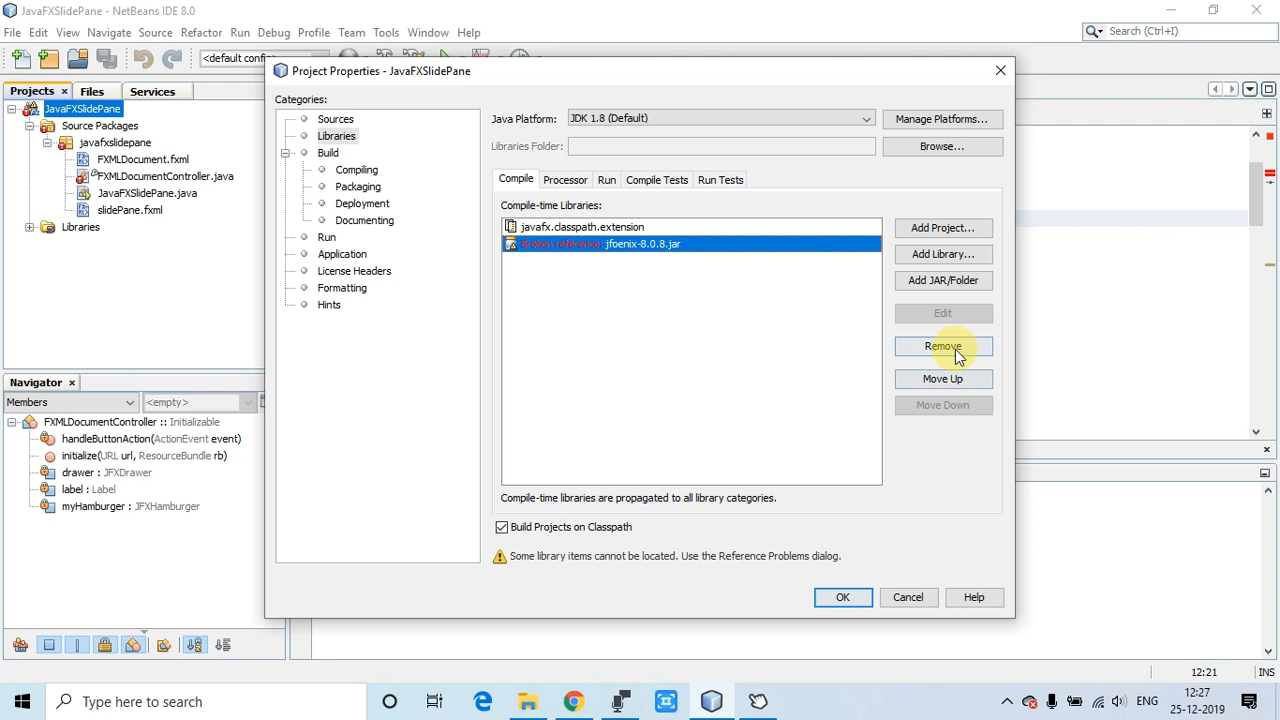 JavaFXSlidePane - NetBeans IDE 8.0
File Edit View Navigate Source Refactor Run Debug Profile Team Tools Window Help
Search (Ctrl+I)
<default confi
Project Properties - JavaFXSlidePane
Projects Files Services
JavaFXSlidePane
Source Packages
javafxslidepane
FXMLDocument.fxml
FXMLDocumentController.java
JavaFXSlidePane.java
slidePane.fxml
Libraries
Navigator
Members
<empty>
FXMLDocumentController :: Initializable
handleButtonAction(ActionEvent event)
initialize(URL url, ResourceBundle rb)
drawer : JFXDrawer
label : Label
myHamburger : JFXHamburger
Categories:
Sources
Libraries
Build
Compiling
Packaging
Deployment
Documenting
Run
Application
License Headers
Formatting
Hints
Java Platform: JDK 1.8 (Default) Manage Platforms...
Libraries Folder: Browse...
Compile Processor Run Compile Tests Run Tests
Compile-time Libraries:
javafx.classpath.extension
Broken reference: jfoenix-8.0.8.jar
Add Project...
Add Library...
Add JAR/Folder
Edit
Remove
Move Up
Move Down
Compile-time libraries are propagated to all library categories.
Build Projects on Classpath
Some library items cannot be located. Use the Reference Problems dialog.
OK Cancel Help
12:21 INS
Type here to search
ENG
12:27
25-12-2019